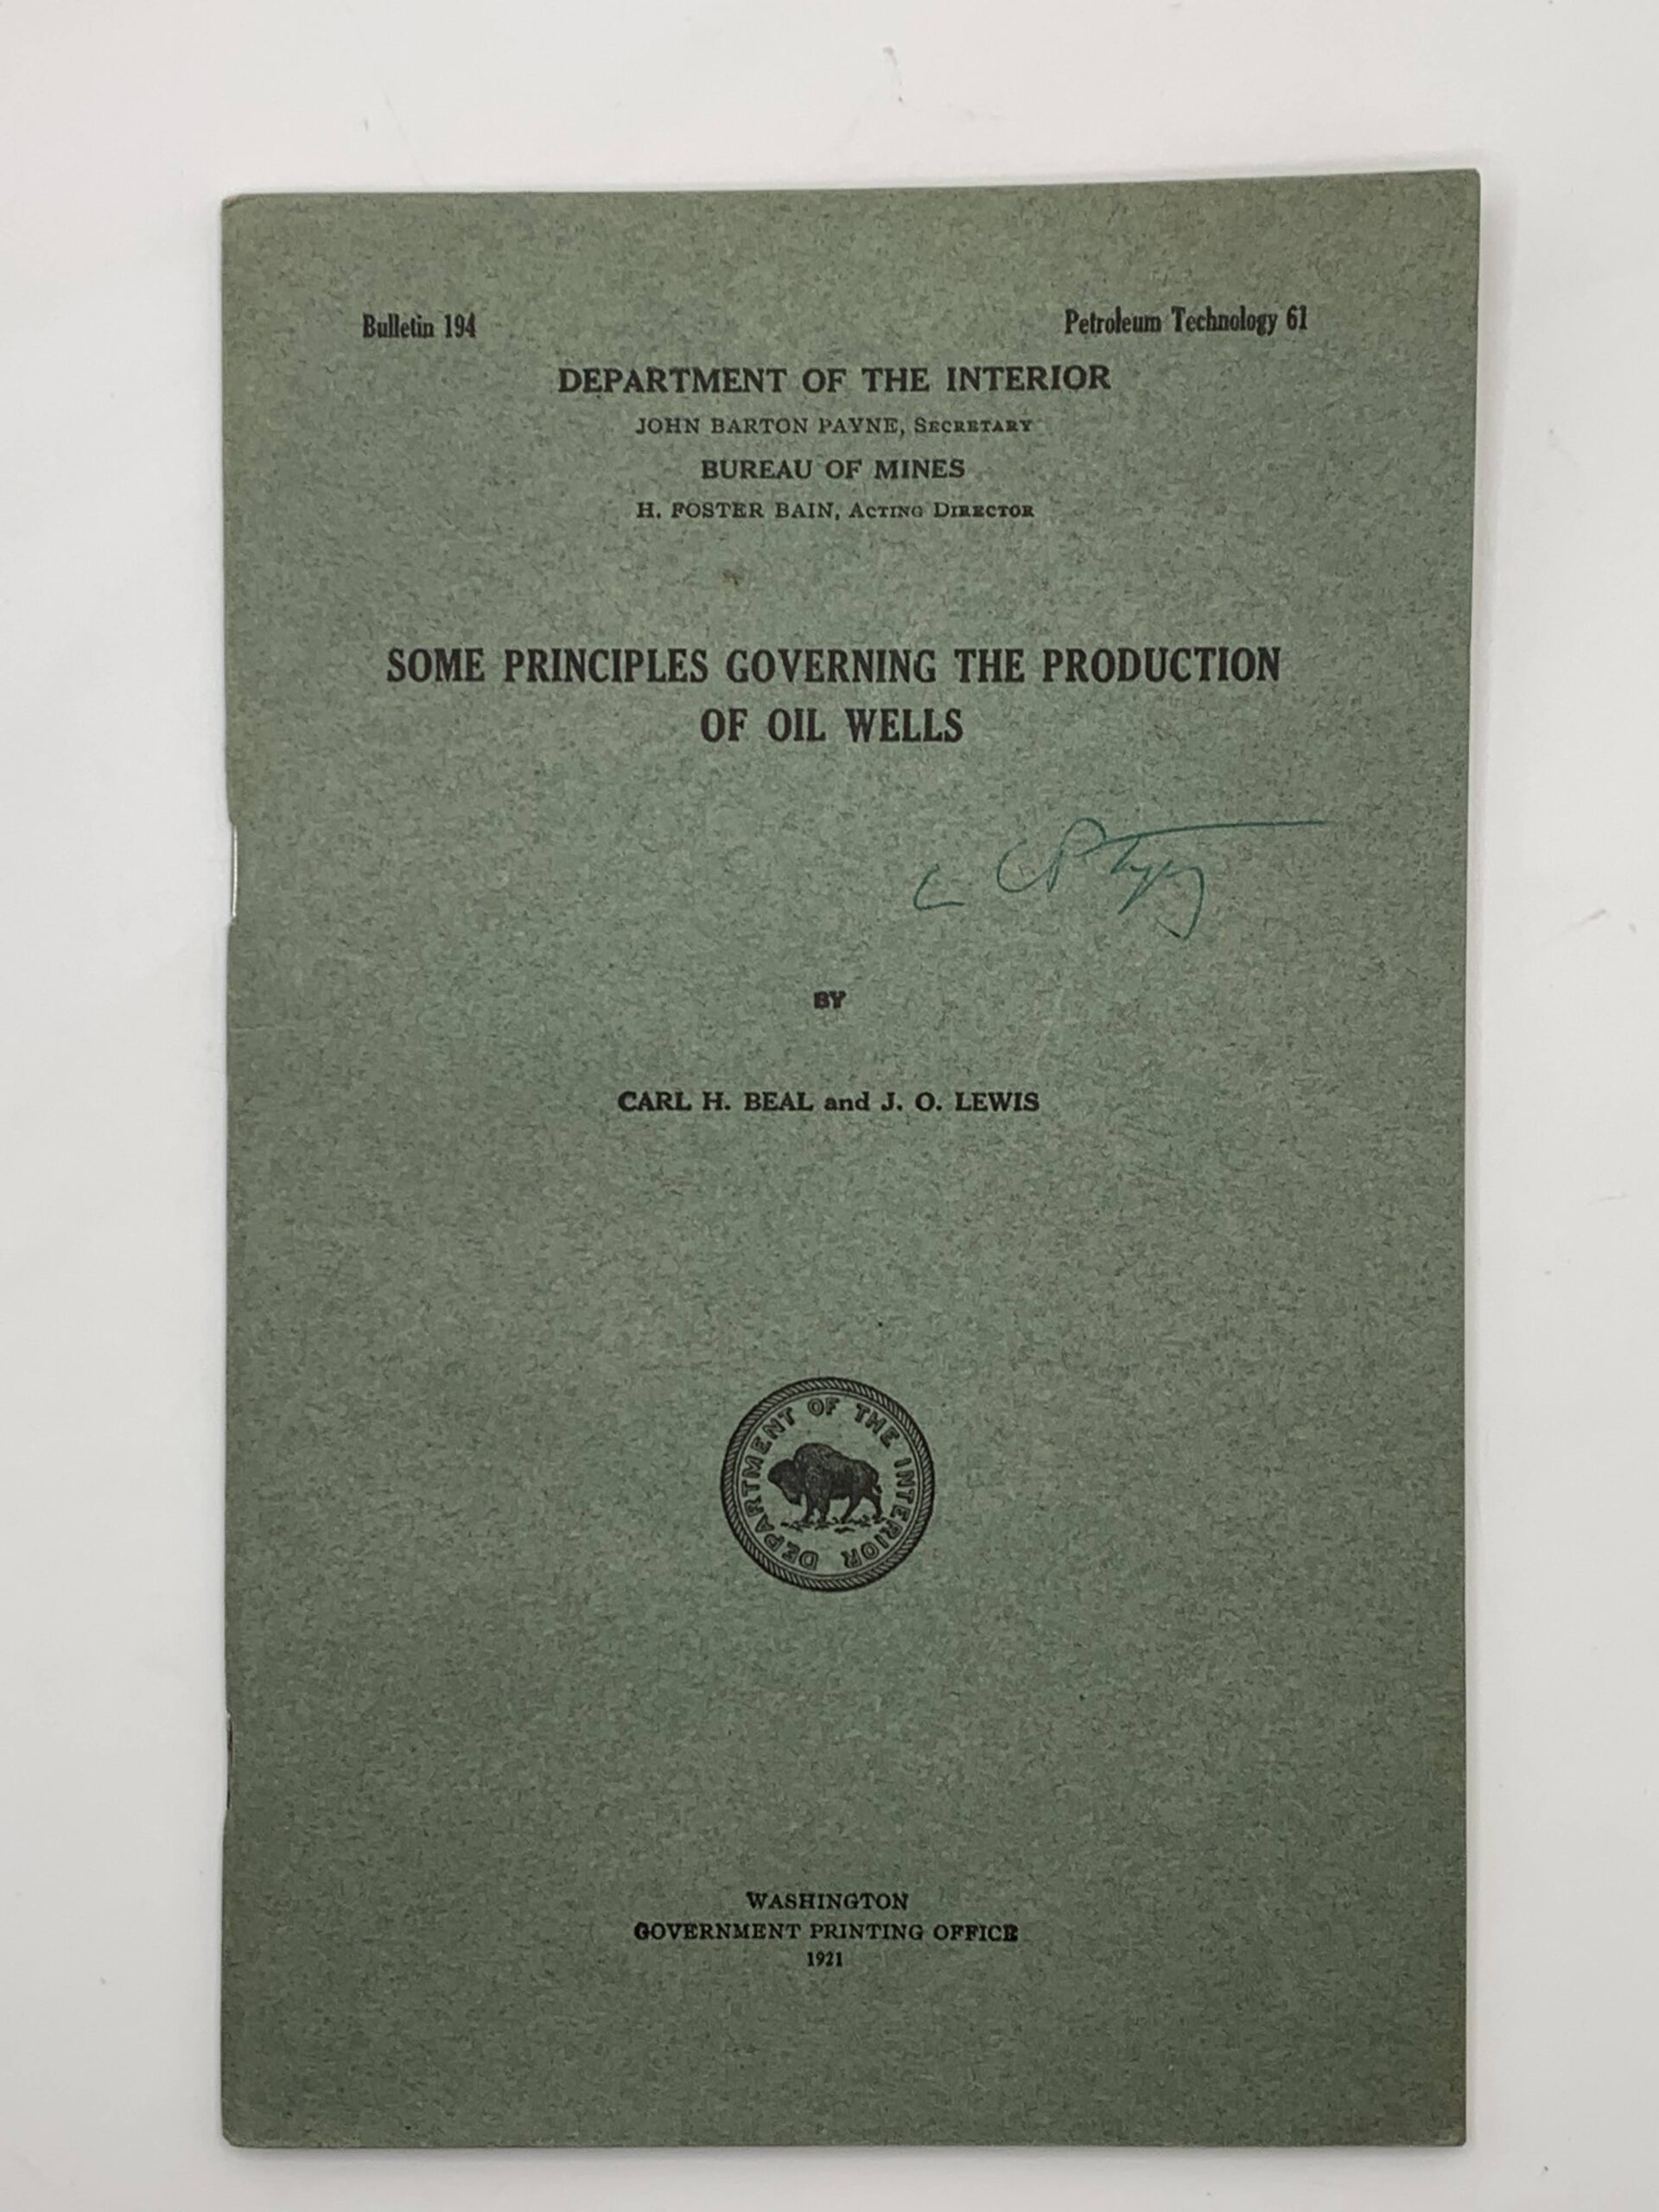 Bulletin 194 Petroleum Technology 61
DEPARTMENT OF THE INTERIOR
JOHN BARTON PAYNE, SECRETARY
BUREAU OF MINES
H. FOSTER BAIN, ACTING DIRECTOR
SOME PRINCIPLES GOVERNING THE PRODUCTION
OF OIL WELLS
BY
CARL H. BEAL and J. O. LEWIS
DEPARTMENT OF THE INTERIOR
WASHINGTON
GOVERNMENT PRINTING OFFICE
1921